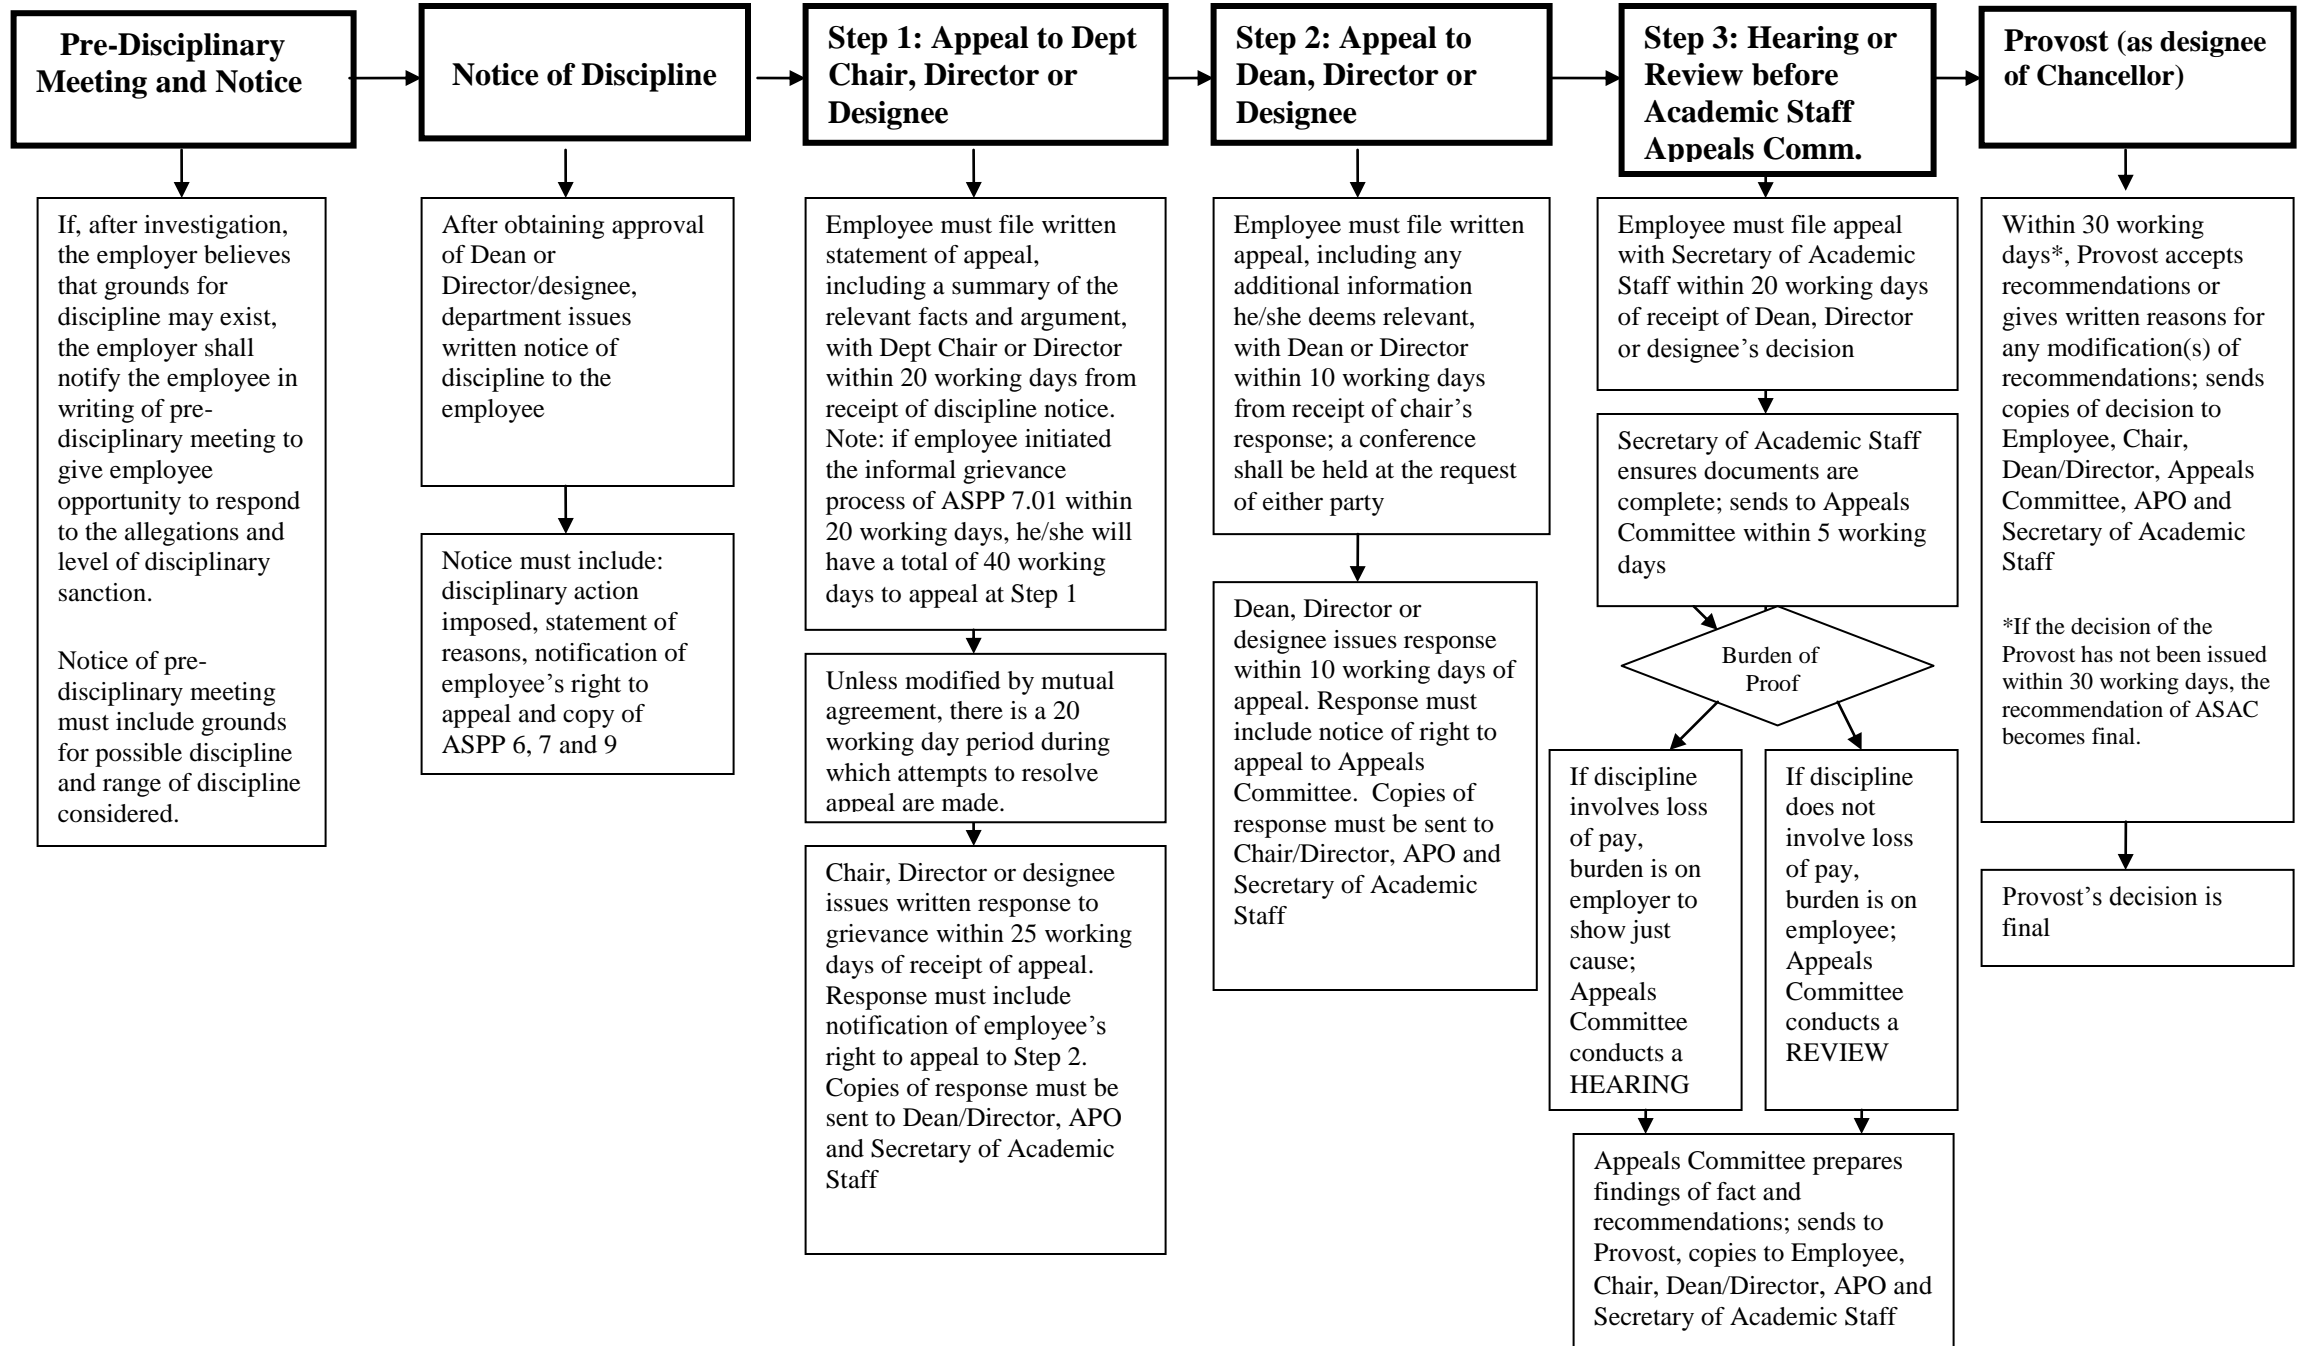 Pre-Disciplinary
Meeting and Notice
If, after investigation,
the employer believes
that grounds for
discipline may exist,
the employer shall
notify the employee in
writing of pre-
disciplinary meeting to
give employee
opportunity to respond
to the allegations and
level of disciplinary
sanction.
Notice of pre-
disciplinary meeting
must include grounds
for possible discipline
and range of discipline
considered.
Notice of Discipline
After obtaining approval
of Dean or
Director/designee,
department issues
written notice of
discipline to the
employee
Notice must include:
disciplinary action
imposed, statement of
reasons, notification of
employee’s right to
appeal and copy of
ASPP 6, 7 and 9
Step 1: Appeal to Dept
Chair, Director or
Designee
Employee must file written
statement of appeal,
including a summary of the
relevant facts and argument,
with Dept Chair or Director
within 20 working days from
receipt of discipline notice.
Note: if employee initiated
the informal grievance
process of ASPP 7.01 within
20 working days, he/she will
have a total of 40 working
days to appeal at Step 1
Unless modified by mutual
agreement, there is a 20
working day period during
which attempts to resolve
appeal are made.
Chair, Director or designee
issues written response to
grievance within 25 working
days of receipt of appeal.
Response must include
notification of employee’s
right to appeal to Step 2.
Copies of response must be
sent to Dean/Director, APO
and Secretary of Academic
Staff
Step 2: Appeal to
Dean, Director or
Designee
Employee must file written
appeal, including any
additional information
he/she deems relevant,
with Dean or Director
within 10 working days
from receipt of chair’s
response; a conference
shall be held at the request
of either party
Dean, Director or
designee issues response
within 10 working days of
appeal. Response must
include notice of right to
appeal to Appeals
Committee. Copies of
response must be sent to
Chair/Director, APO and
Secretary of Academic
Staff
Step 3: Hearing or
Review before
Academic Staff
Appeals Comm.
Employee must file appeal
with Secretary of Academic
Staff within 20 working days
of receipt of Dean, Director
or designee’s decision
Secretary of Academic Staff
ensures documents are
complete; sends to Appeals
Committee within 5 working
days
Burden of
Proof
If discipline
involves loss
of pay,
burden is on
employer to
show just
cause;
Appeals
Committee
conducts a
HEARING
If discipline
does not
involve loss
of pay,
burden is on
employee;
Appeals
Committee
conducts a
REVIEW
Appeals Committee prepares
findings of fact and
recommendations; sends to
Provost, copies to Employee,
Chair, Dean/Director, APO and
Secretary of Academic Staff
Provost (as designee
of Chancellor)
Within 30 working
days*, Provost accepts
recommendations or
gives written reasons for
any modification(s) of
recommendations; sends
copies of decision to
Employee, Chair,
Dean/Director, Appeals
Committee, APO and
Secretary of Academic
Staff
*If the decision of the
Provost has not been issued
within 30 working days, the
recommendation of ASAC
becomes final.
Provost’s decision is
final